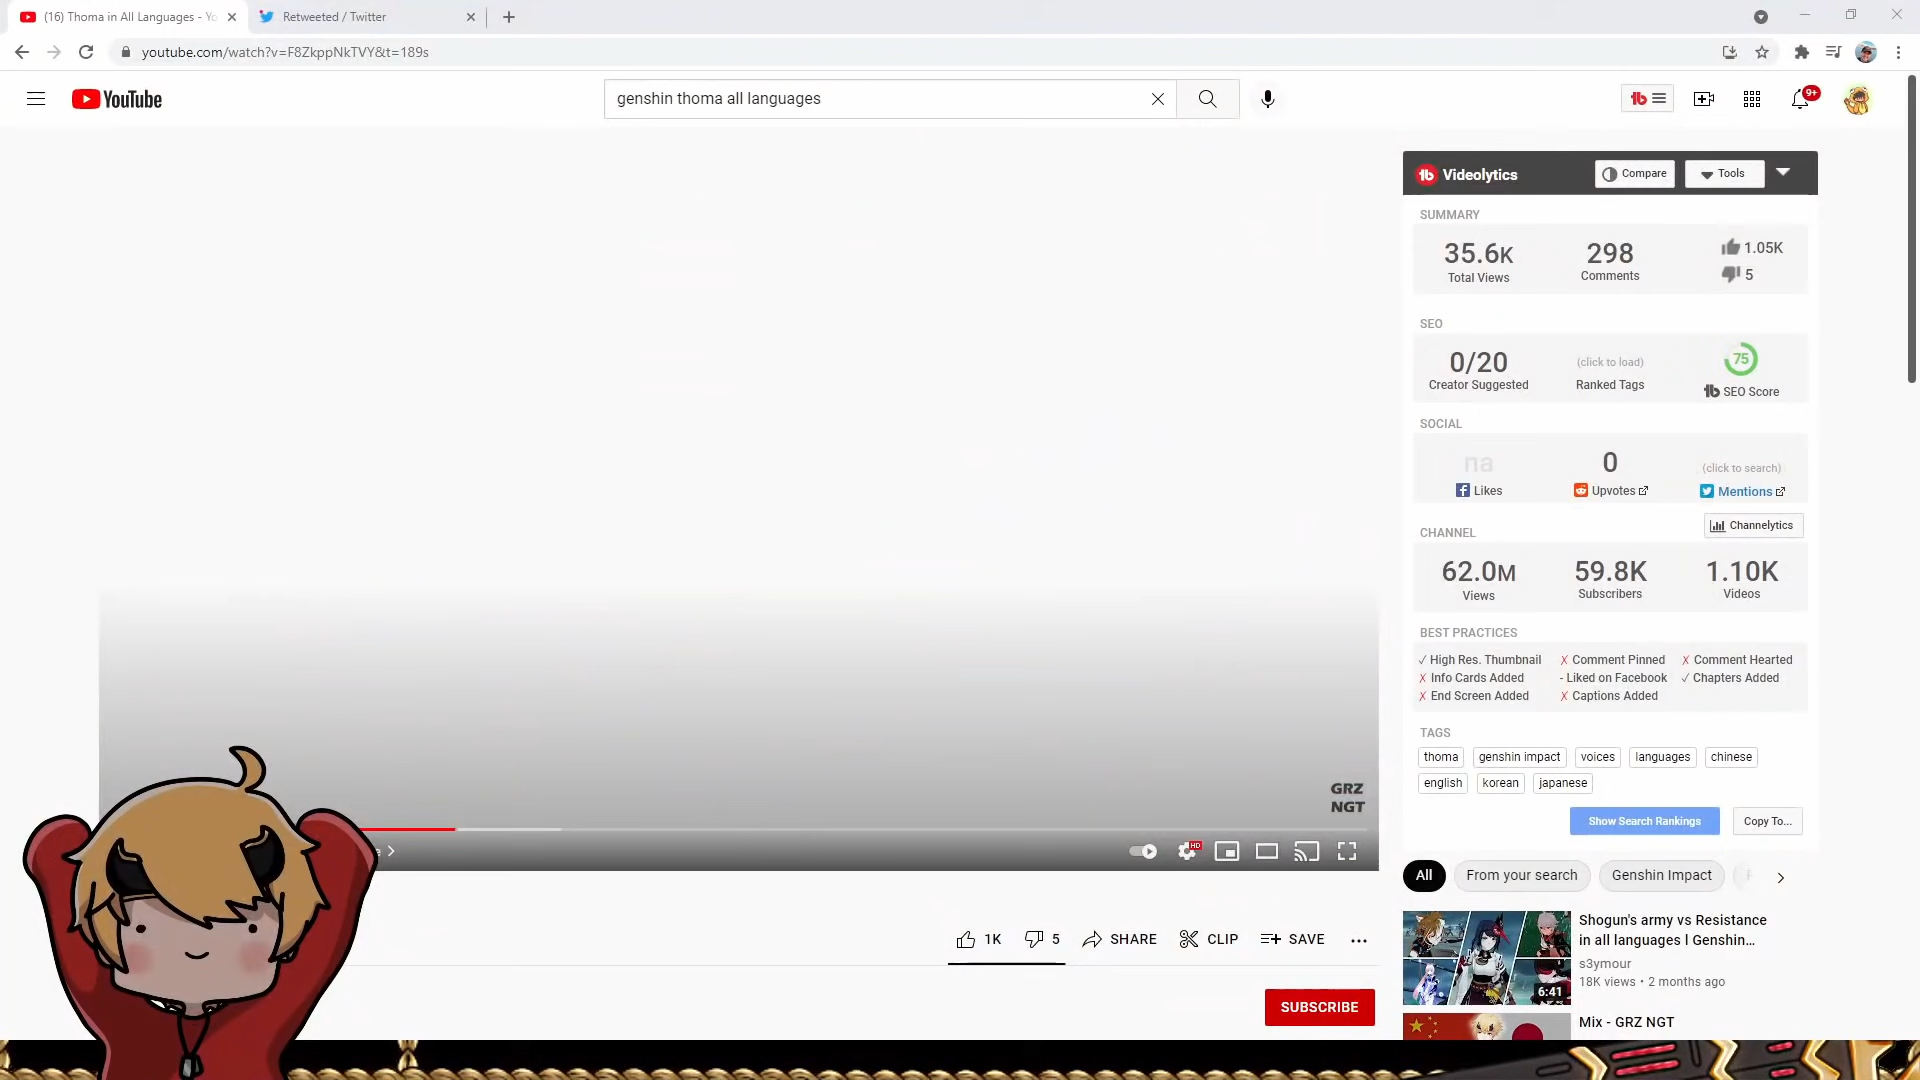 (16) Thoma in All Languages - Yo
Retweeted / Twitter
youtube.com/watch?v=F8ZkppNkTVY&t=189s
YouTube
genshin thoma all languages
9+
Videolytics
Compare
Tools
SUMMARY
35.6K
Total Views
298
Comments
1.05K
5
SEO
0/20
Creator Suggested
(click to load)
Ranked Tags
75
SEO Score
SOCIAL
na
Likes
0
Upvotes
(click to search)
Mentions
CHANNEL
Channelytics
62.0M
Views
59.8K
Subscribers
1.10K
Videos
BEST PRACTICES
✓ High Res. Thumbnail
✗ Comment Pinned
✗ Comment Hearted
✗ Info Cards Added
- Liked on Facebook
✓ Chapters Added
✗ End Screen Added
✗ Captions Added
TAGS
thoma
genshin impact
voices
languages
chinese
english
korean
japanese
Show Search Rankings
Copy To...
GRZ
NGT
HD
1K
5
SHARE
CLIP
SAVE
SUBSCRIBE
All
From your search
Genshin Impact
Shogun's army vs Resistance
in all languages l Genshin...
s3ymour
18K views • 2 months ago
6:41
Mix - GRZ NGT